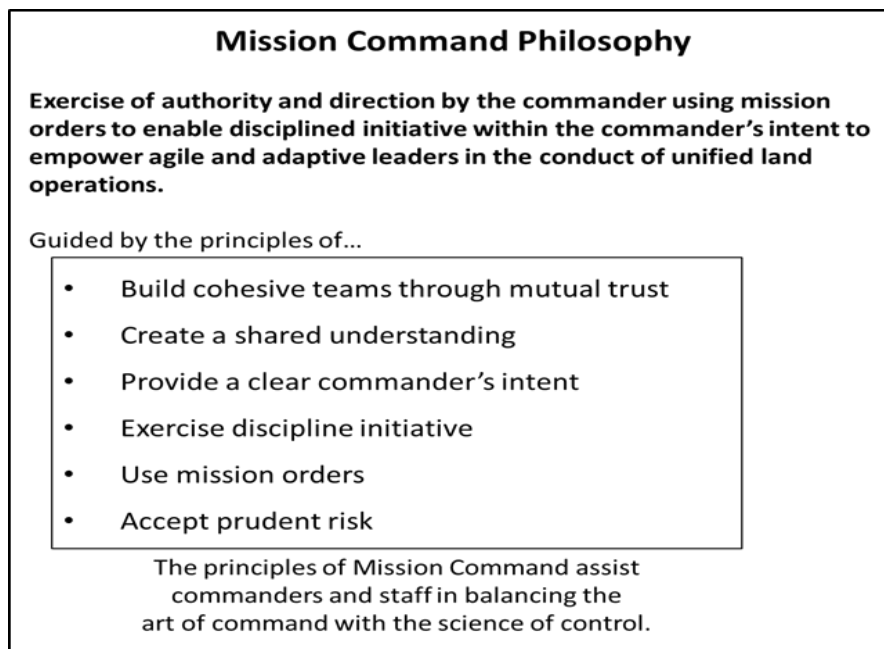 Mission Command Philosophy
Exercise of authority and direction by the commander using mission
orders to enable disciplined initiative within the commander’s intent to
empower agile and adaptive leaders in the conduct of unified land
operations.
Guided by the principles of...
• Build cohesive teams through mutual trust
• Create a shared understanding
• Provide a clear commander’s intent
• Exercise discipline initiative
• Use mission orders
• Accept prudent risk
The principles of Mission Command assist
commanders and staff in balancing the
art of command with the science of control.